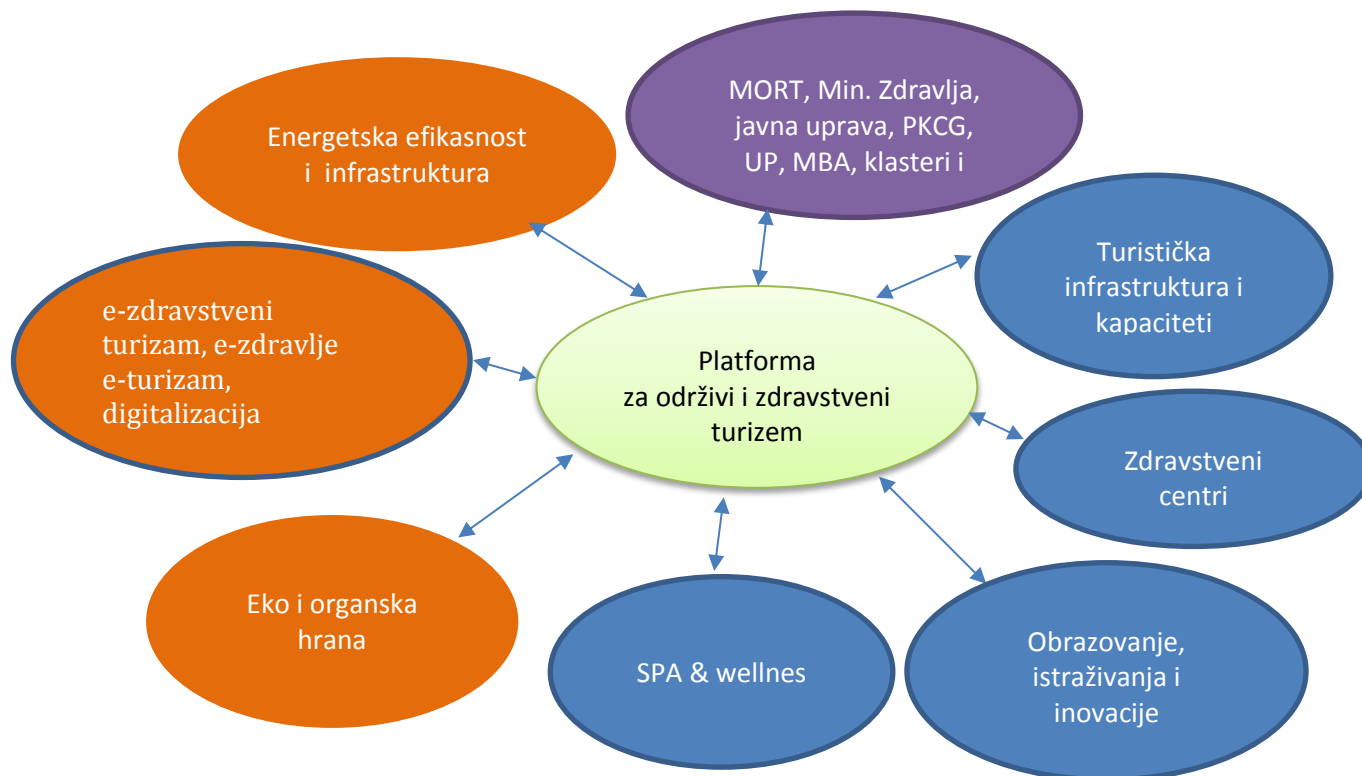 MORT, Min. Zdravlja,
javna uprava, PKCG,
UP, MBA, klasteri i
Energetska efikasnost
i infrastruktura
Turistička
infrastruktura i
kapaciteti
e-zdravstveni
turizam, e-zdravlje
e-turizam,
digitalizacija
Platforma
za održivi i zdravstveni
turizem
Zdravstveni
centri
Eko i organska
hrana
SPA & wellnes
Obrazovanje,
istraživanja i
inovacije